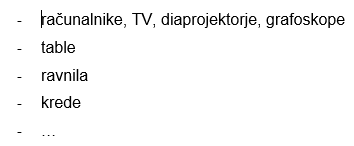 - računalnike, TV, diaprojektorje, grafoskope
- table
- ravnila
- krede
- ...